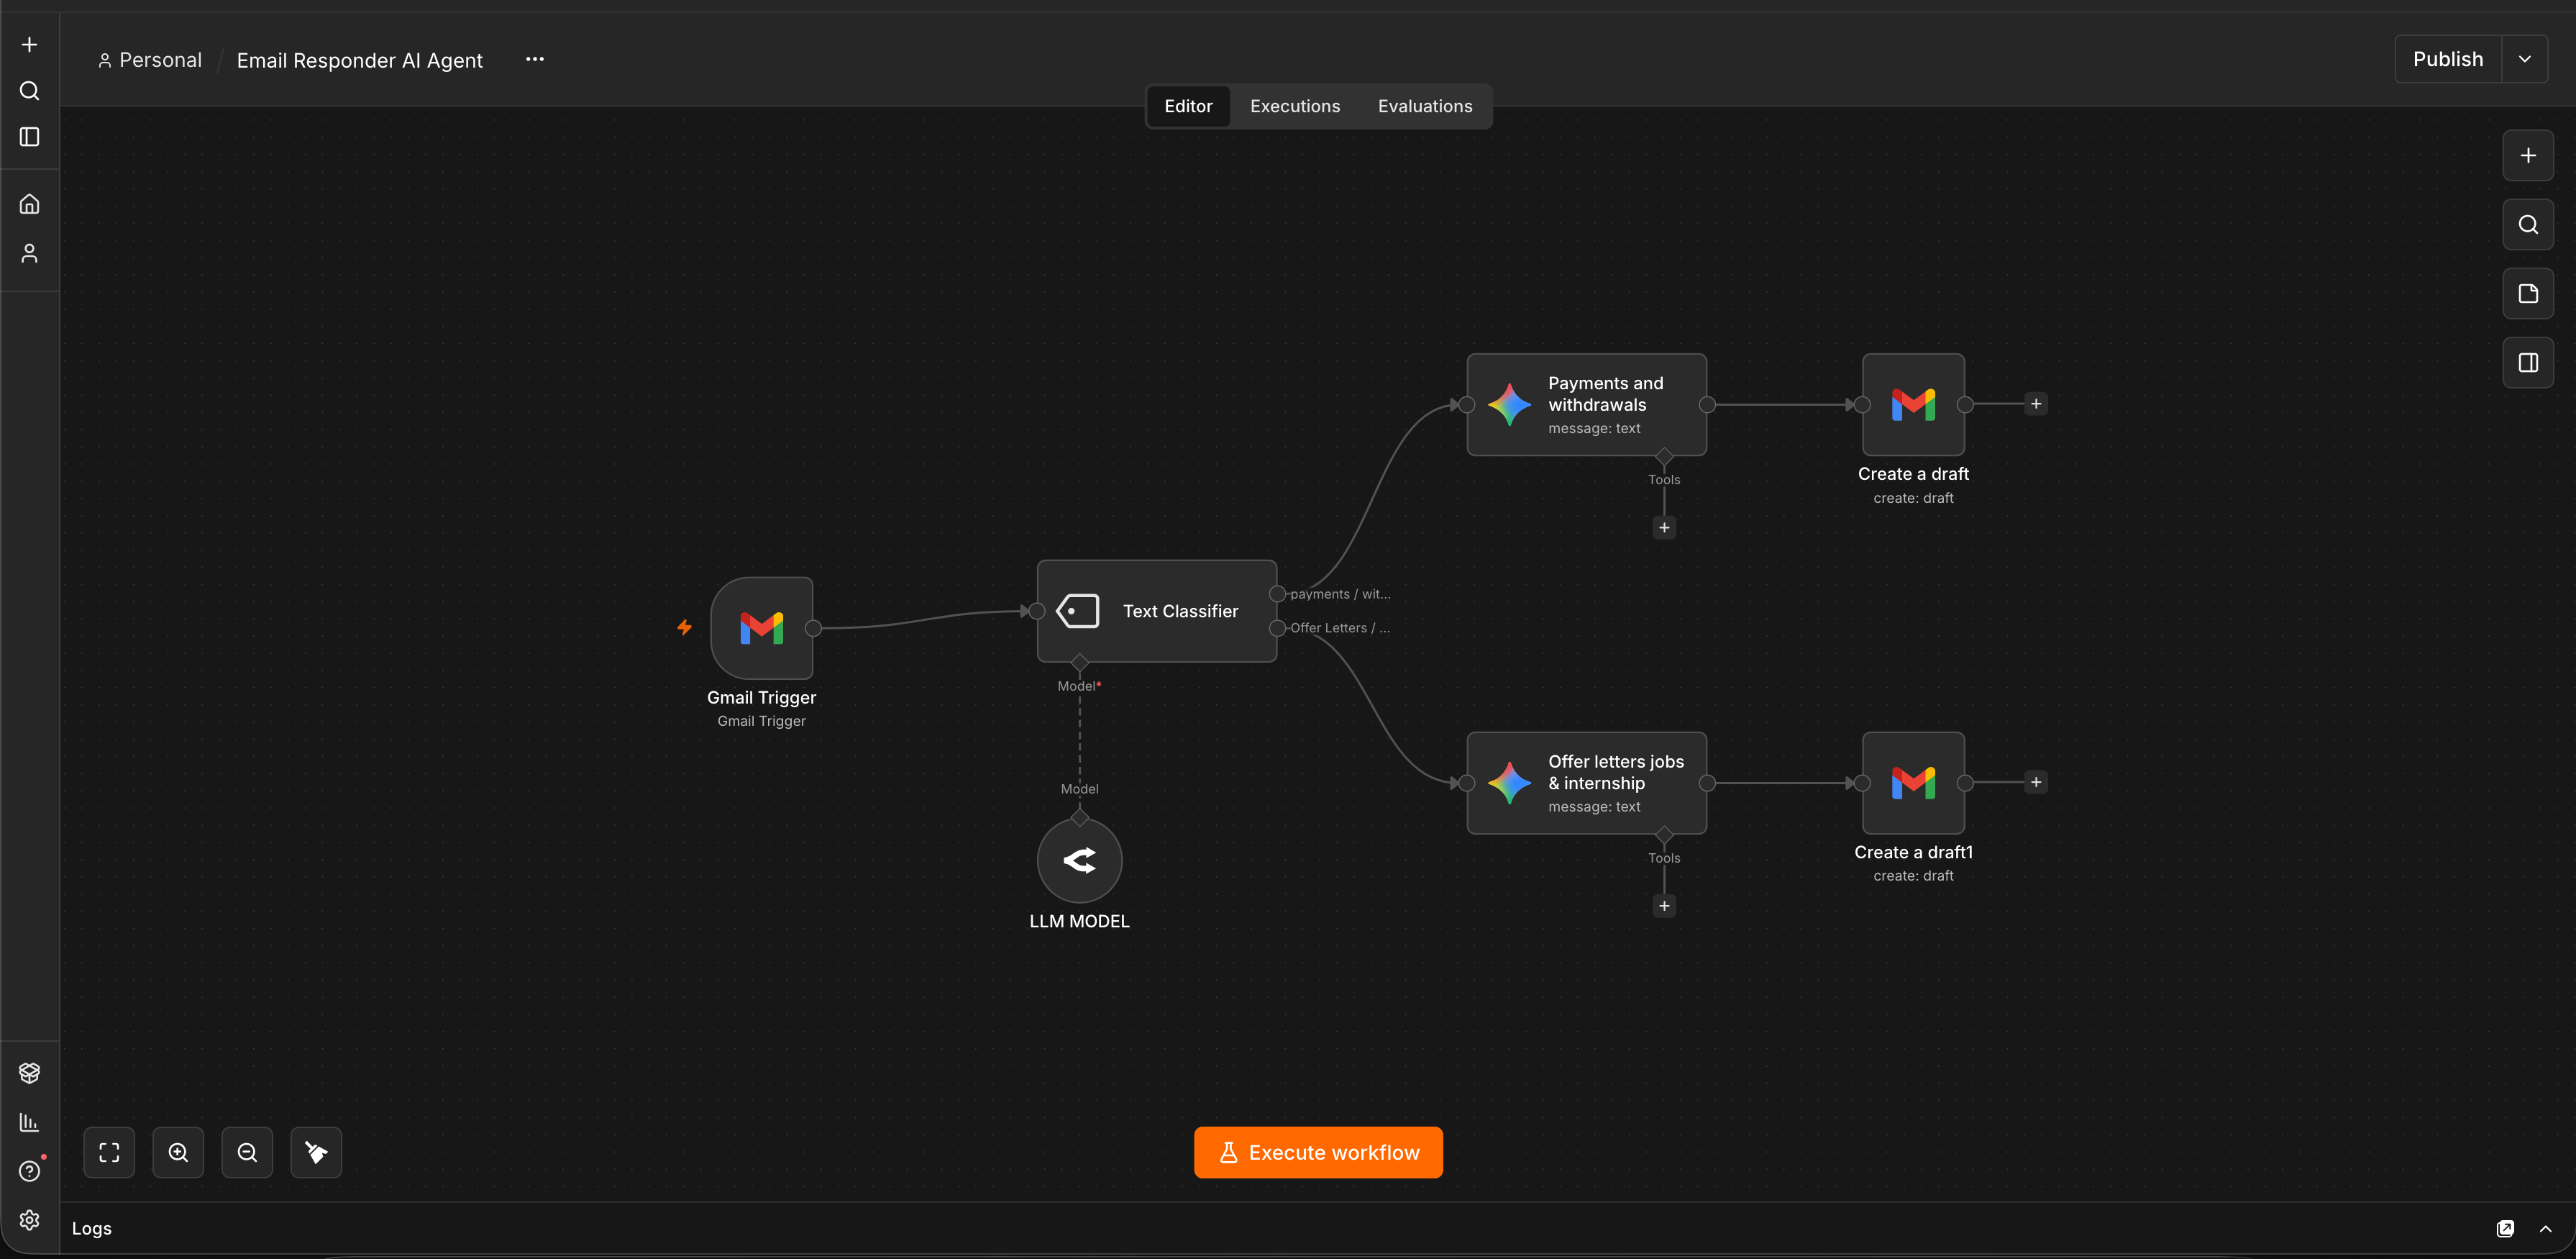 Personal / Email Responder AI Agent ...
Publish
Editor Executions Evaluations
Payments and
withdrawals
message: text
Tools
Create a draft
create: draft
Text Classifier
payments / wit...
Offer Letters / ...
Model*
Model
LLM MODEL
Gmail Trigger
Gmail Trigger
Offer letters jobs
& internship
message: text
Tools
Create a draft1
create: draft
Execute workflow
Logs